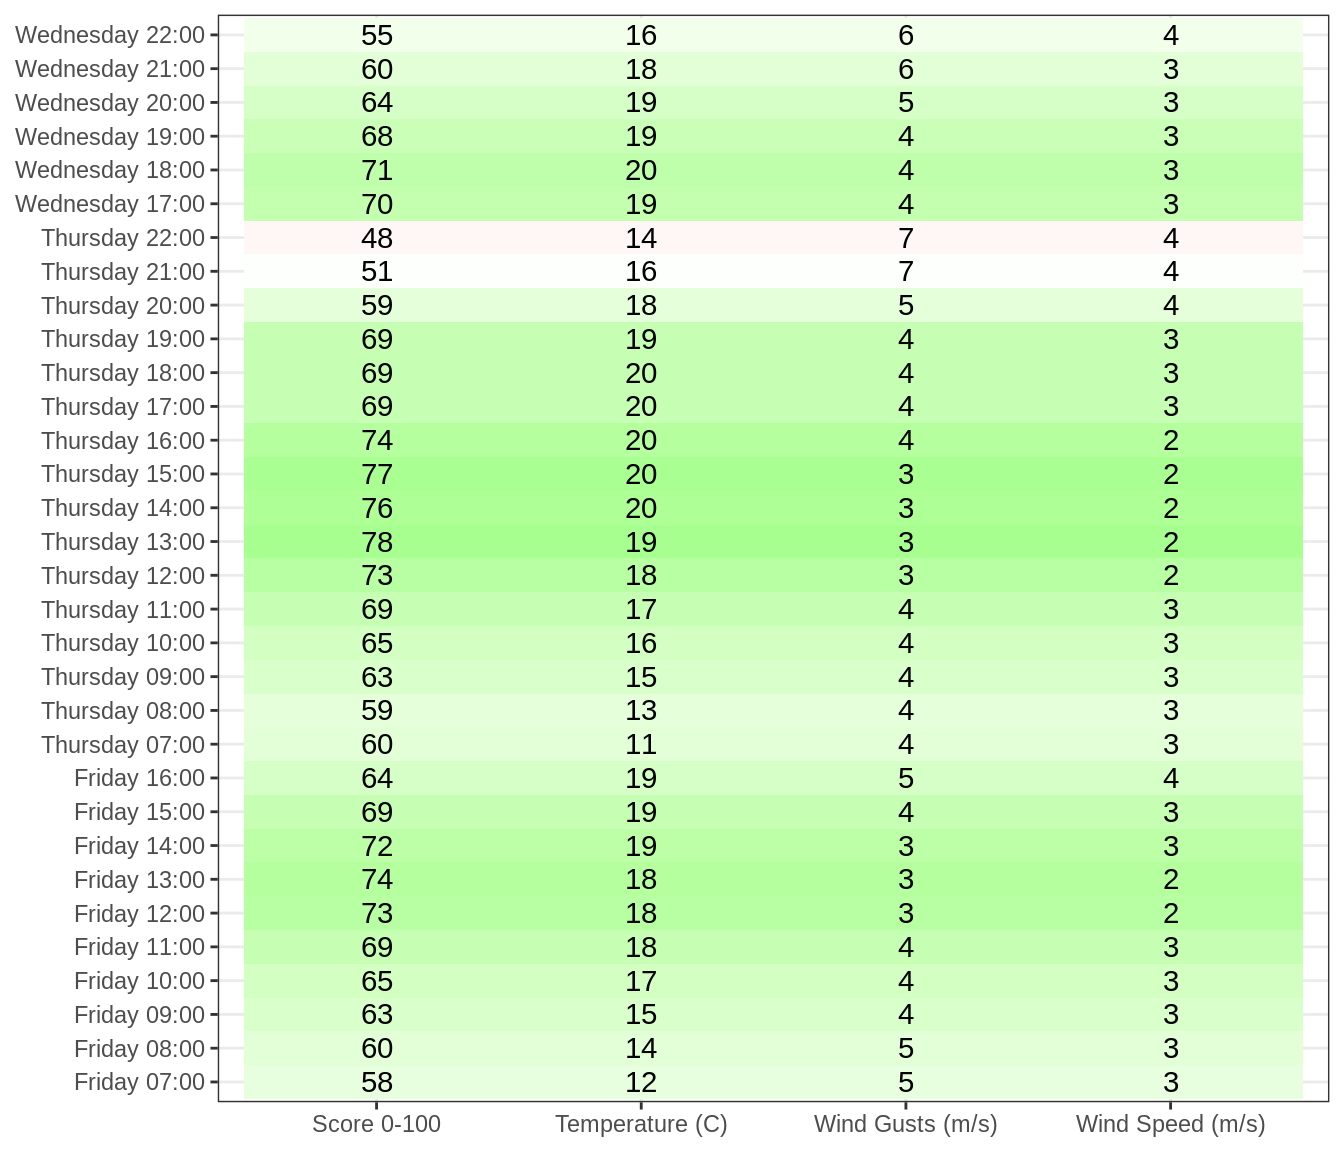 Wednesday 22:00 55 16 6 4
Wednesday 21:00 60 18 6 3
Wednesday 20:00 64 19 5 3
Wednesday 19:00 68 19 4 3
Wednesday 18:00 71 20 4 3
Wednesday 17:00 70 19 4 3
Thursday 22:00 48 14 7 4
Thursday 21:00 51 16 7 4
Thursday 20:00 59 18 5 4
Thursday 19:00 69 19 4 3
Thursday 18:00 69 20 4 3
Thursday 17:00 69 20 4 3
Thursday 16:00 74 20 4 2
Thursday 15:00 77 20 3 2
Thursday 14:00 76 20 3 2
Thursday 13:00 78 19 3 2
Thursday 12:00 73 18 3 2
Thursday 11:00 69 17 4 3
Thursday 10:00 65 16 4 3
Thursday 09:00 63 15 4 3
Thursday 08:00 59 13 4 3
Thursday 07:00 60 11 4 3
Friday 16:00 64 19 5 4
Friday 15:00 69 19 4 3
Friday 14:00 72 19 3 3
Friday 13:00 74 18 3 2
Friday 12:00 73 18 3 2
Friday 11:00 69 18 4 3
Friday 10:00 65 17 4 3
Friday 09:00 63 15 4 3
Friday 08:00 60 14 5 3
Friday 07:00 58 12 5 3
Score 0-100 Temperature (C) Wind Gusts (m/s) Wind Speed (m/s)